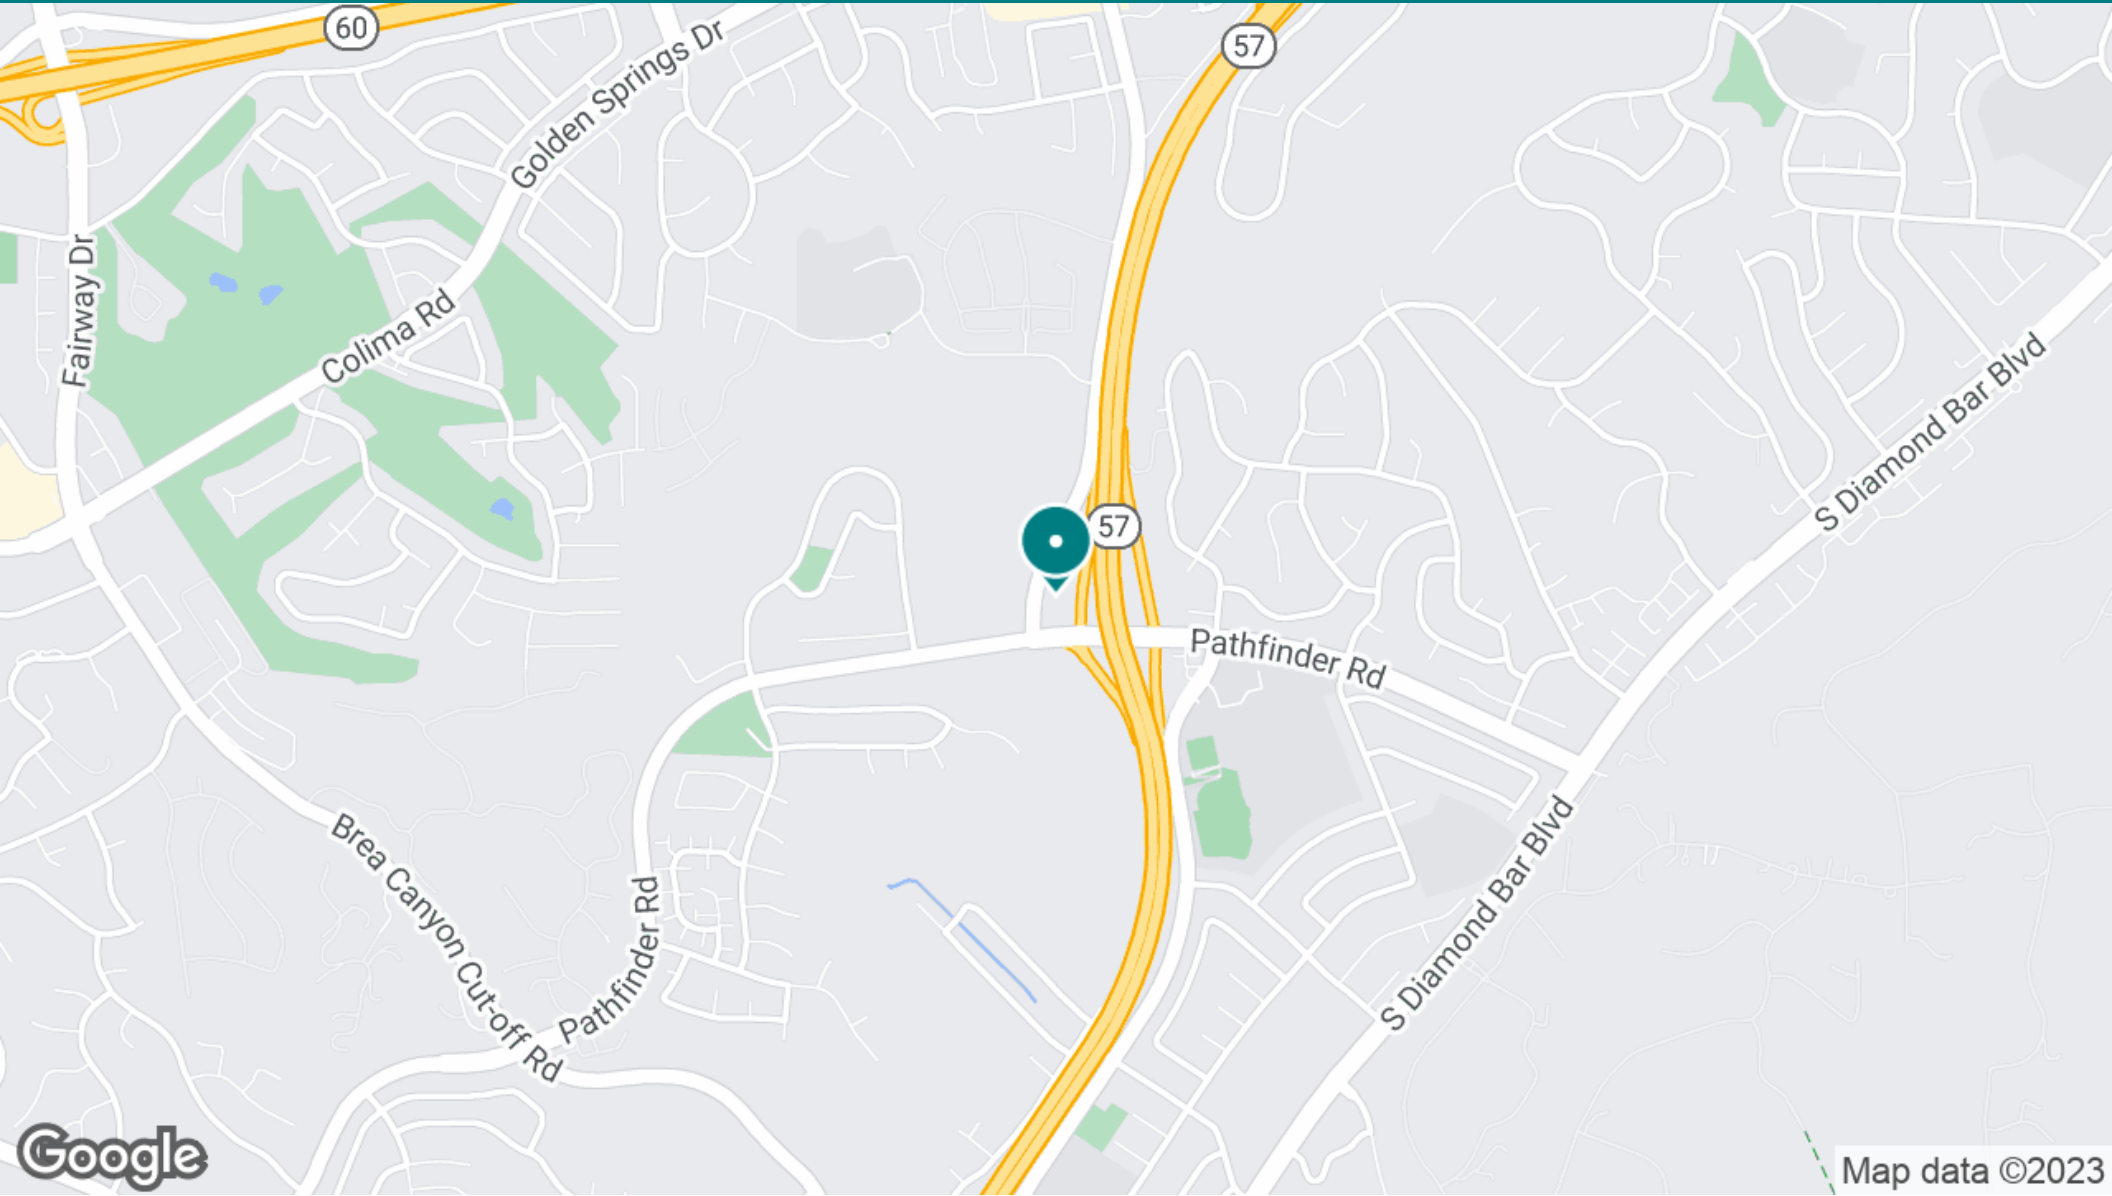 60
57
Golden Springs Dr
Fairway Dr
Colima Rd
S Diamond Bar Blvd
57
Pathfinder Rd
Brea Canyon Cut-off Rd
Pathfinder Rd
S Diamond Bar Blvd
Google
Map data ©2023